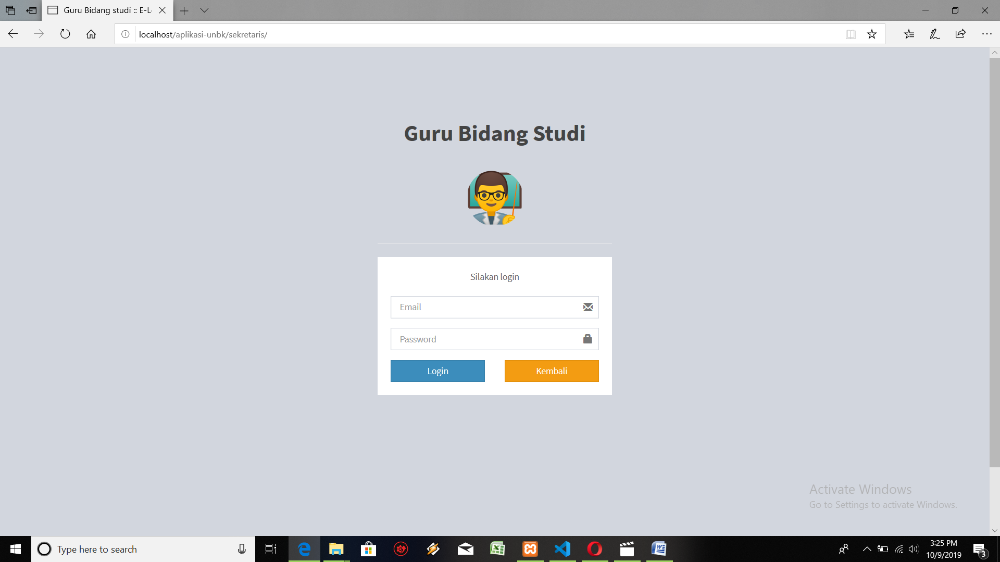 Guru Bidang studi :: E-L
localhost/aplikasi-unbk/sekretaris/
Guru Bidang Studi
Silakan login
Email
Password
Login
Kembali
Activate Windows
Go to Settings to activate Windows.
Type here to search
3:25 PM
10/9/2019
3